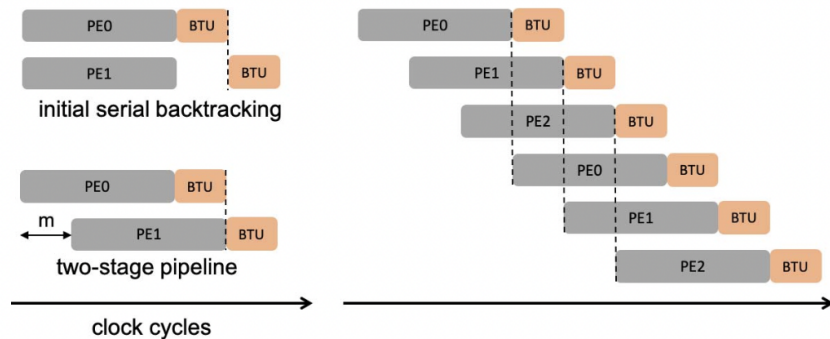 PE0 BTU
PE1 BTU
initial serial backtracking
PE0 BTU
m PE1 BTU
two-stage pipeline
clock cycles
PE0 BTU
PE1 BTU
PE2 BTU
PE0 BTU
PE1 BTU
PE2 BTU